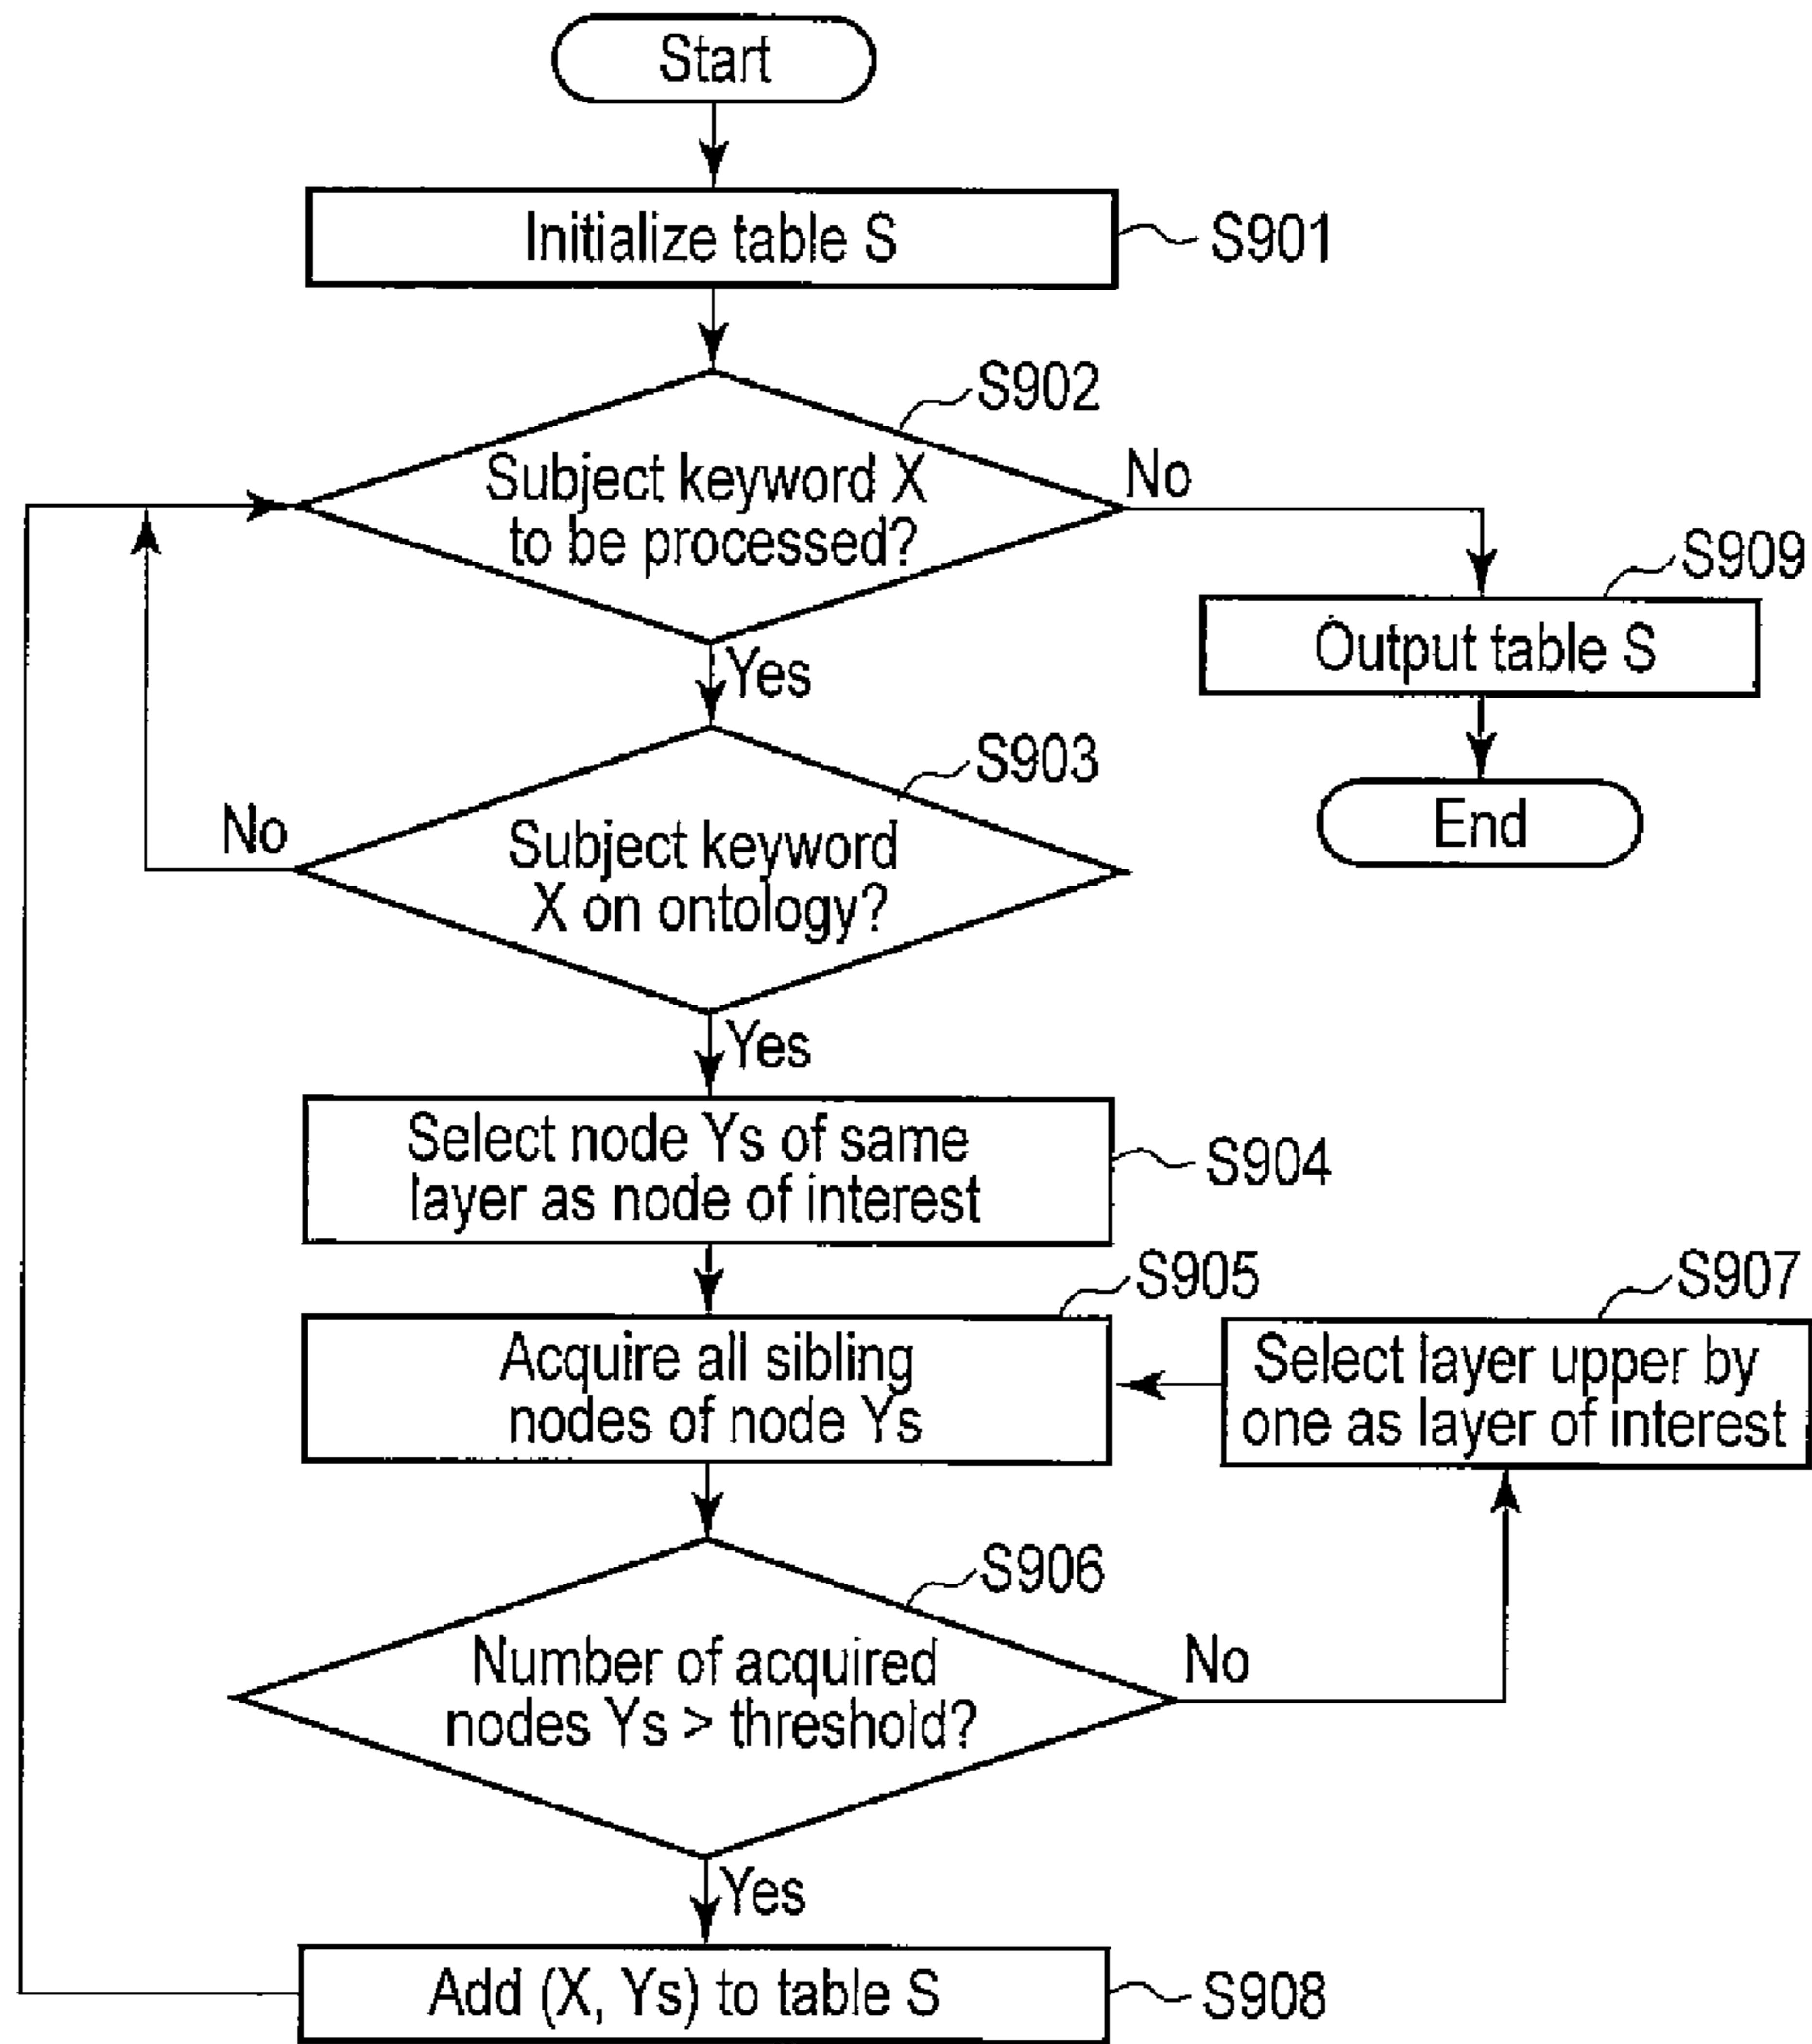 Start
Initialize table S
S901
S902
Subject keyword X
to be processed?
No
Yes
S909
Output table S
End
S903
Subject keyword
X on ontology?
No
Yes
Select node Ys of same
layer as node of interest
S904
S905
Acquire all sibling
nodes of node Ys
S907
Select layer upper by
one as layer of interest
S906
Number of acquired
nodes Ys > threshold?
No
Yes
Add (X, Ys) to table S
S908